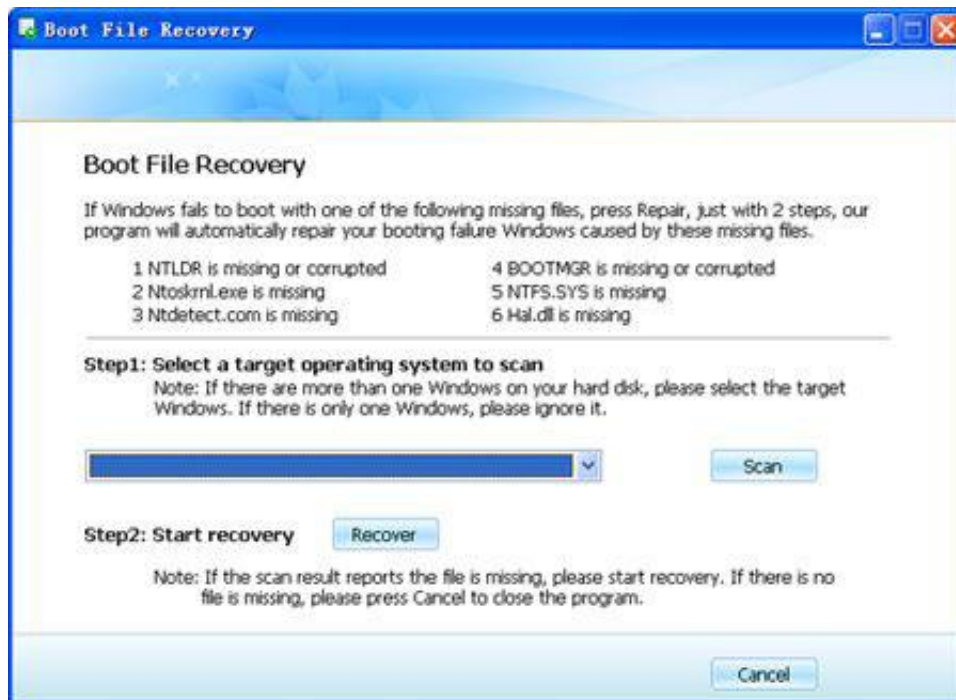 Boot File Recovery
Boot File Recovery
If Windows fails to boot with one of the following missing files, press Repair, just with 2 steps, our
program will automatically repair your booting failure Windows caused by these missing files.
1 NTLDR is missing or corrupted
4 BOOTMGR is missing or corrupted
2 Ntoskrnl.exe is missing
5 NTFS.SYS is missing
3 Ntdetect.com is missing
6 Hal.dll is missing
Step1: Select a target operating system to scan
Note: If there are more than one Windows on your hard disk, please select the target
Windows. If there is only one Windows, please ignore it.
Scan
Step2: Start recovery
Recover
Note: If the scan result reports the file is missing, please start recovery. If there is no
file is missing, please press Cancel to close the program.
Cancel